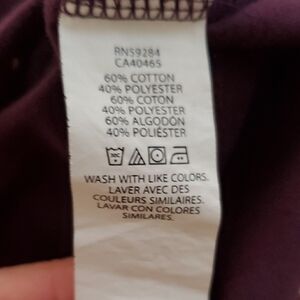 RN59284
CA40465
60% COTTON
40% POLYESTER
60% COTON
40% POLYESTER
60% ALGODÓN
40% POLIÉSTER
WASH WITH LIKE COLORS.
LAVER AVEC DES
COULEURS SIMILAIRES.
LAVAR CON COLORES
SIMILARES.